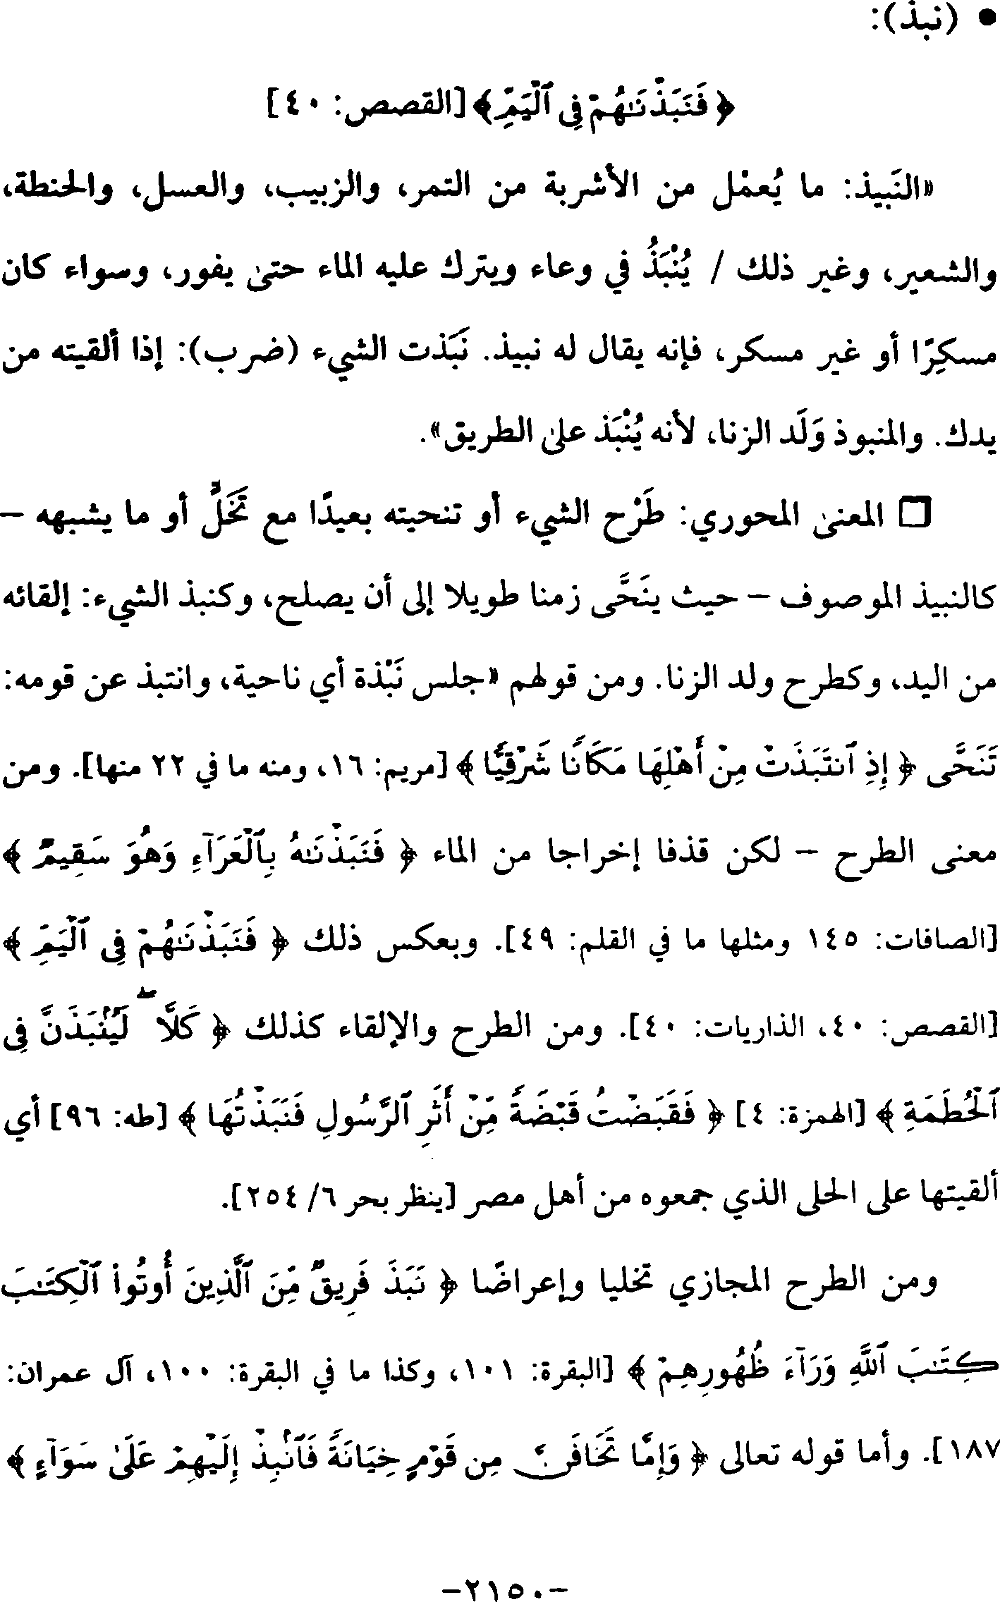 • (نبذ):
﴿ فَنَبَذْنَـٰهُمْ فِى ٱلْيَمِّ﴾ [القصص: ٤٠]
«النَبيذ: ما يُعمْل من الأشربة من التمر، والزبيب، والعسل، والحنطة،
والشعير، وغير ذلك / يُنْبَذُ في وعاء ويترك عليه الماء حتىٰ يفور، وسواء كان
مسكِرًا أو غير مسكر، فإنه يقال له نبيذ. نَبَذت الشيء (ضرب): إذا ألقيته من
يدك. والمنبوذ وَلَد الزنا، لأنه يُنْبَذ علىٰ الطريق».
□ المعنىٰ المحوري: طَرْح الشيء أو تنحيته بعيدًا مع تَخَلٍّ أو ما يشبهه –
كالنبيذ الموصوف – حيث ينَحَّى زمنا طويلا إلى أن يصلح، وكنبذ الشيء: إلقائه
من اليد، وكطرح ولد الزنا. ومن قولهم «جلس نَبْذة أي ناحية، وانتبذ عن قومه:
تَنَحَّى ﴿ إِذِ ٱنتَبَذَتْ مِنْ أَهْلِهَا مَكَانًا شَرْقِيًّا ﴾ [مريم: ١٦، ومنه ما في ٢٢ منها]. ومن
معنى الطرح – لكن قذفا إخراجا من الماء ﴿ فَنَبَذْنَـٰهُ بِٱلْعَرَآءِ وَهُوَ سَقِيمٌ ﴾
[الصافات: ١٤٥ ومثلها ما في القلم: ٤٩]. وبعكس ذلك ﴿ فَنَبَذْنَـٰهُمْ فِى ٱلْيَمِّ ﴾
[القصص: ٤٠، الذاريات: ٤٠]. ومن الطرح والإلقاء كذلك ﴿ كَلَّا ۖ لَيُنۢبَذَنَّ فِى
ٱلْحُطَمَةِ ﴾ [الهمزة: ٤] ﴿ فَقَبَضْتُ قَبْضَةً مِّنْ أَثَرِ ٱلرَّسُولِ فَنَبَذْتُهَا ﴾ [طه: ٩٦] أي
ألقيتها على الحلى الذي جمعوه من أهل مصر [ينظر بحر ٦/ ٢٥٤].
ومن الطرح المجازي تخليا وإعراضًا ﴿ نَبَذَ فَرِيقٌ مِّنَ ٱلَّذِينَ أُوتُوا۟ ٱلْكِتَـٰبَ
كِتَـٰبَ ٱللَّهِ وَرَآءَ ظُهُورِهِمْ ﴾ [البقرة: ١٠١، وكذا ما في البقرة: ١٠٠، آل عمران:
١٨٧]. وأما قوله تعالى ﴿ وَإِمَّا تَخَافَنَّ مِن قَوْمٍ خِيَانَةً فَٱنۢبِذْ إِلَيْهِمْ عَلَىٰ سَوَآءٍ ﴾
-٢١٥٠-